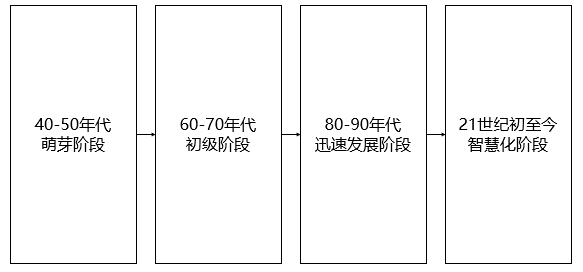 40-50年代
萌芽阶段
60-70年代
初级阶段
80-90年代
迅速发展阶段
21世纪初至今
智慧化阶段